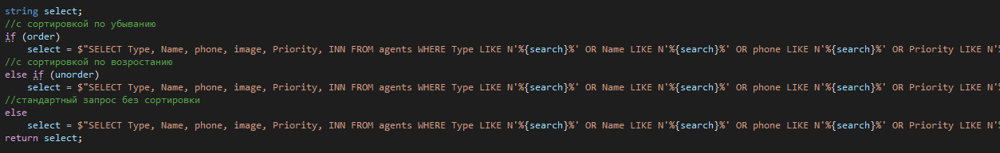 string select;
//с сортировкой по убыванию
if (order)
select = $"SELECT Type, Name, phone, image, Priority, INN FROM agents WHERE Type LIKE N'%{search}%' OR Name LIKE N'%{search}%' OR phone LIKE N'%{search}%' OR Priority LIKE N'%
//с сортировкой по возростанию
else if (unorder)
select = $"SELECT Type, Name, phone, image, Priority, INN FROM agents WHERE Type LIKE N'%{search}%' OR Name LIKE N'%{search}%' OR phone LIKE N'%{search}%' OR Priority LIKE N'%
//стандартный запрос без сортировки
else
select = $"SELECT Type, Name, phone, image, Priority, INN FROM agents WHERE Type LIKE N'%{search}%' OR Name LIKE N'%{search}%' OR phone LIKE N'%{search}%' OR Priority LIKE N'%
return select;